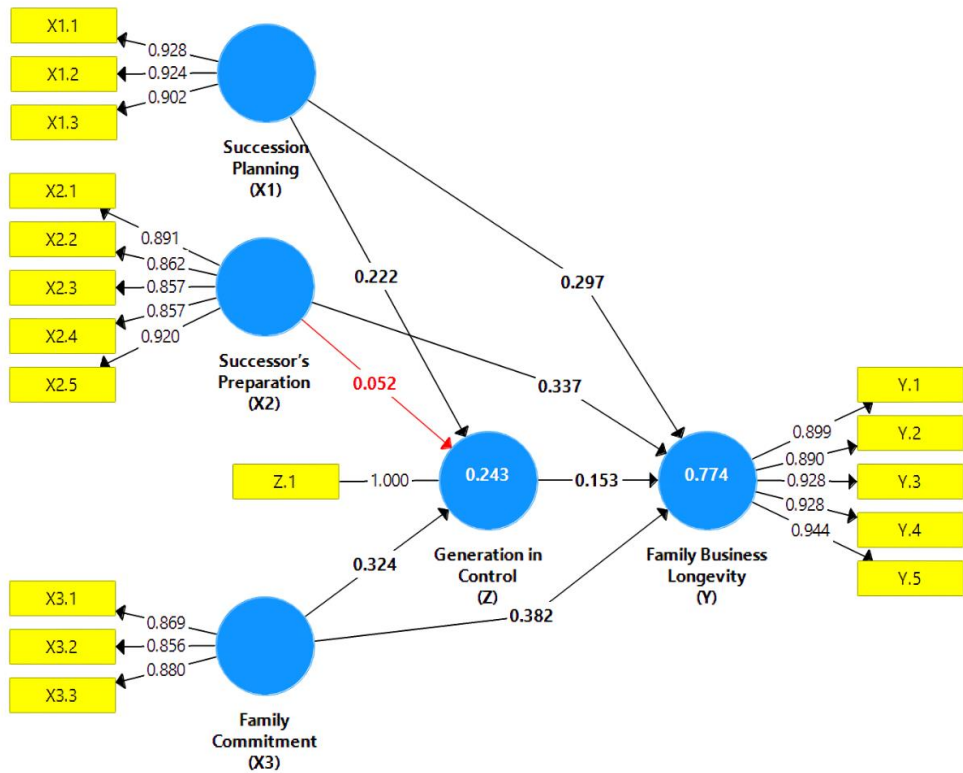 X1.1
0.928
X1.2
0.924
X1.3
0.902
Succession
Planning
(X1)
X2.1
0.891
X2.2
0.862
X2.3
0.857
X2.4
0.857
X2.5
0.920
Successor's
Preparation
(X2)
0.222
0.297
0.052
0.337
Z.1
1.000
0.243
0.153
0.774
Generation in
Control
(Z)
Family Business
Longevity
(Y)
Y.1
0.899
Y.2
0.890
Y.3
0.928
Y.4
0.928
Y.5
0.944
0.324
0.382
X3.1
0.869
X3.2
0.856
X3.3
0.880
Family
Commitment
(X3)